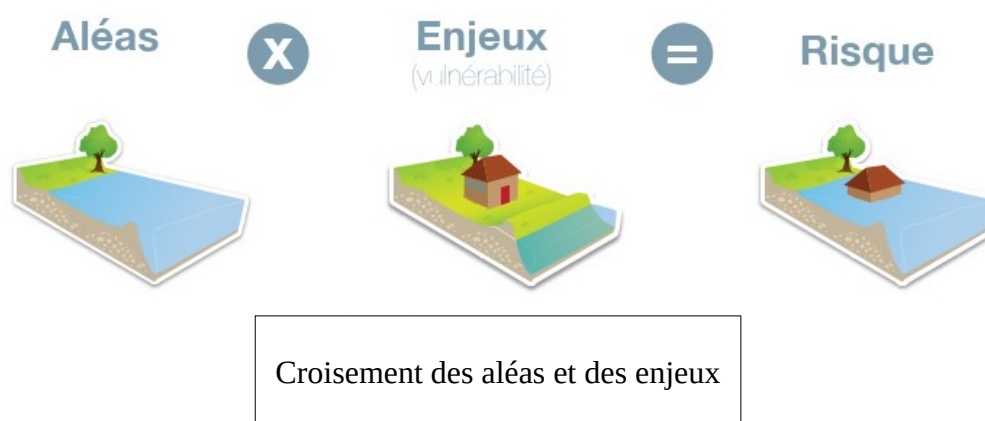 Aléas X Enjeux = Risque
(vulnérabilité)
Croisement des aléas et des enjeux